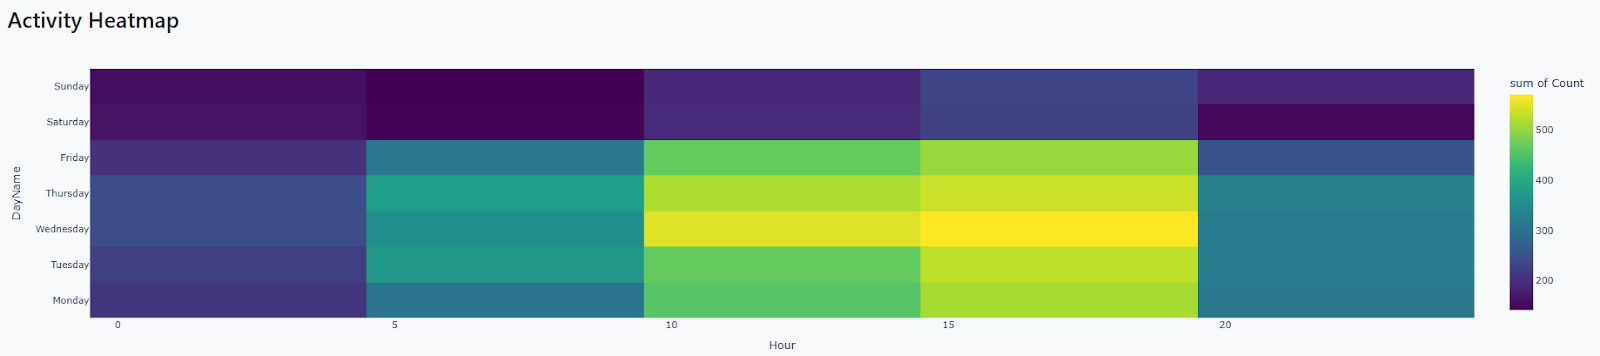 Activity Heatmap
sum of Count
Sunday
Saturday
Friday
Thursday
Wednesday
Tuesday
Monday
DayName
0 5 10 15 20
Hour
500
400
300
200